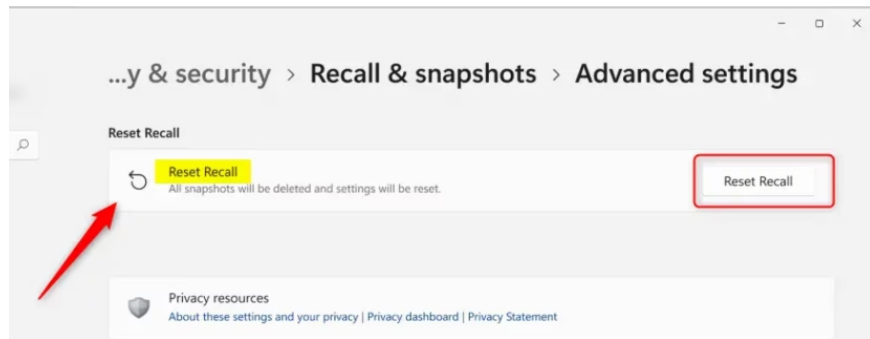 ...y & security > Recall & snapshots > Advanced settings
Reset Recall
Reset Recall
All snapshots will be deleted and settings will be reset.
Reset Recall
Privacy resources
About these settings and your privacy | Privacy dashboard | Privacy Statement